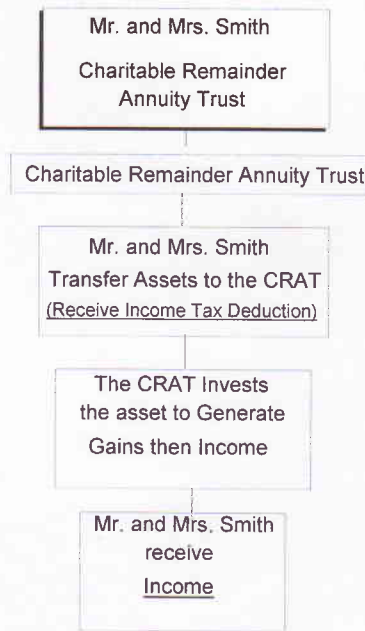 Mr. and Mrs. Smith
Charitable Remainder
Annuity Trust
Charitable Remainder Annuity Trust
Mr. and Mrs. Smith
Transfer Assets to the CRAT
(Receive Income Tax Deduction)
The CRAT Invests
the asset to Generate
Gains then Income
Mr. and Mrs. Smith
receive
Income